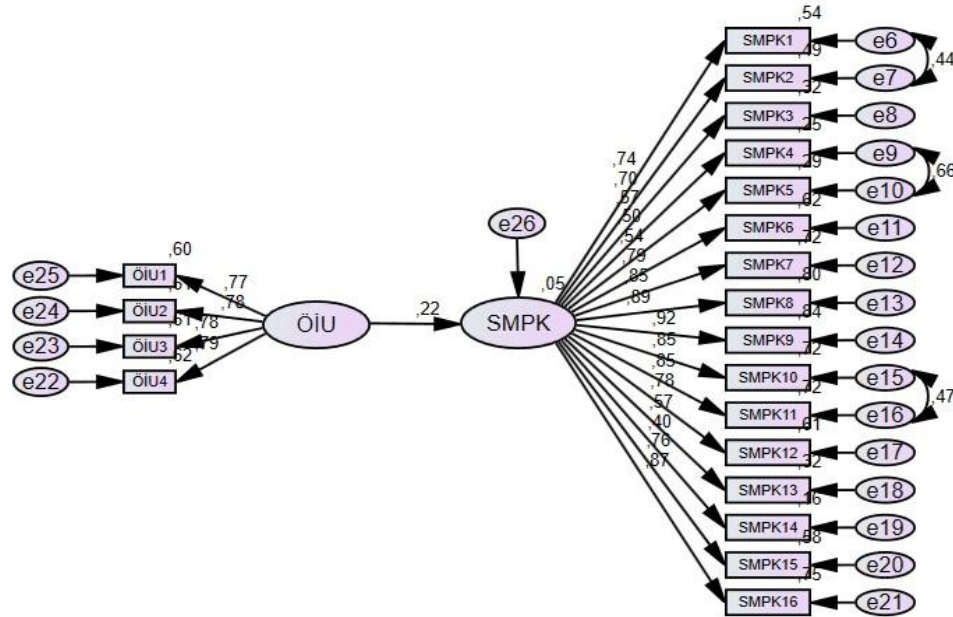 ,54
SMPK1
e6
,44
,49
SMPK2
e7
,32
SMPK3
e8
,25
SMPK4
e9
,66
,29
SMPK5
e10
,62
SMPK6
e11
,72
SMPK7
e12
,80
SMPK8
e13
,84
SMPK9
e14
,72
SMPK10
e15
,47
,72
SMPK11
e16
,61
SMPK12
e17
,32
SMPK13
e18
,16
SMPK14
e19
,58
SMPK15
e20
,75
SMPK16
e21
,74
,70
,57
,50
,54
,79
,85
,89
,92
,85
,85
,78
,57
,40
,76
,87
e26
,05
SMPK
,22
ÖİU
,60
e25
ÖİU1
,77
,61
e24
ÖİU2
,78
,61
e23
ÖİU3
,78
,62
e22
ÖİU4
,79